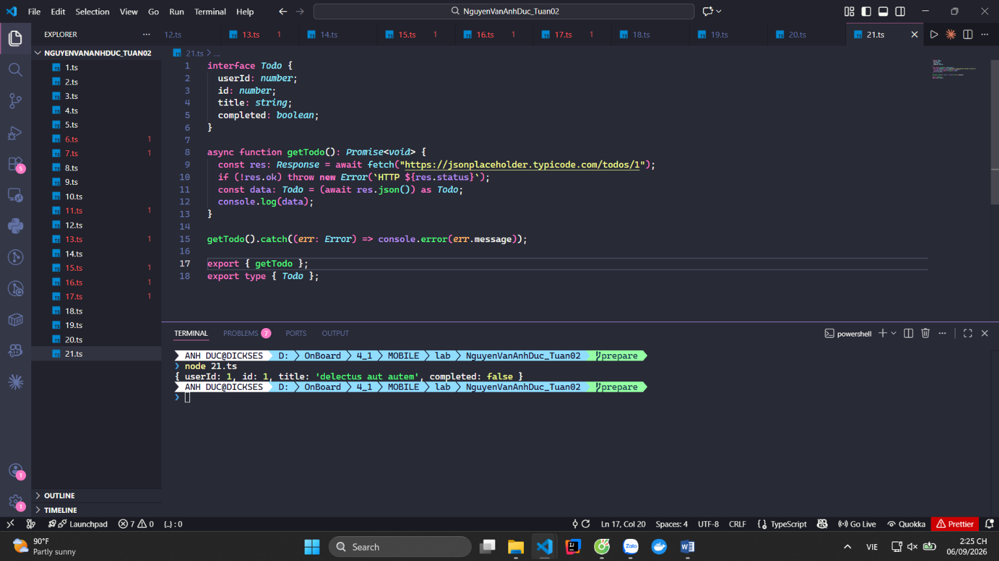 File Edit Selection View Go Run Terminal Help
NguyenVanAnhDuc_Tuan02
EXPLORER
12.ts
13.ts 1
14.ts
15.ts 1
16.ts 1
17.ts 1
18.ts
19.ts
20.ts
21.ts
NGUYENVANANHDUC_TUAN02
1.ts
2.ts
3.ts
4.ts
5.ts
6.ts 1
7.ts 1
8.ts
9.ts
10.ts
11.ts 1
12.ts
13.ts 1
14.ts
15.ts 1
16.ts 1
17.ts 1
18.ts
19.ts
20.ts
21.ts
OUTLINE
TIMELINE
5
1
1
21.ts > ...
1 interface Todo {
2 userId: number;
3 id: number;
4 title: string;
5 completed: boolean;
6 }
7
8 async function getTodo(): Promise<void> {
9 const res: Response = await fetch("https://jsonplaceholder.typicode.com/todos/1");
10 if (!res.ok) throw new Error(`HTTP ${res.status}`);
11 const data: Todo = (await res.json()) as Todo;
12 console.log(data);
13 }
14
15 getTodo().catch((err: Error) => console.error(err.message));
16
17 export { getTodo };
18 export type { Todo };
TERMINAL PROBLEMS 7 PORTS OUTPUT
powershell
ANH DUC@DICKSES D: OnBoard 4_1 MOBILE lab NguyenVanAnhDuc_Tuan02 prepare
❯ node 21.ts
{ userId: 1, id: 1, title: 'delectus aut autem', completed: false }
ANH DUC@DICKSES D: OnBoard 4_1 MOBILE lab NguyenVanAnhDuc_Tuan02 prepare
❯
Launchpad 7 0 {..} : 0
Ln 17, Col 20 Spaces: 4 UTF-8 CRLF {} TypeScript Go Live Quokka Prettier
90°F
Partly sunny
Search
Zalo
VIE
2:25 CH
06/09/2026